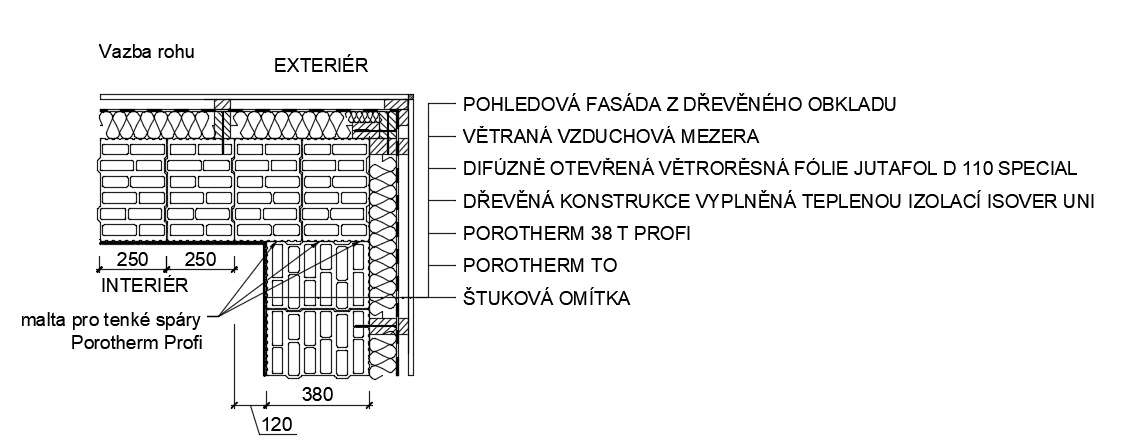 Vazba rohu
EXTERIÉR
POHLEDOVÁ FASÁDA Z DŘEVĚNÉHO OBKLADU
VĚTRANÁ VZDUCHOVÁ MEZERA
DIFÚZNĚ OTEVŘENÁ VĚTRORĚSNÁ FÓLIE JUTAFOL D 110 SPECIAL
DŘEVĚNÁ KONSTRUKCE VYPLNĚNÁ TEPLENOU IZOLACÍ ISOVER UNI
POROTHERM 38 T PROFI
POROTHERM TO
ŠTUKOVÁ OMÍTKA
250 250
INTERIÉR
malta pro tenké spáry
Porotherm Profi
380
120